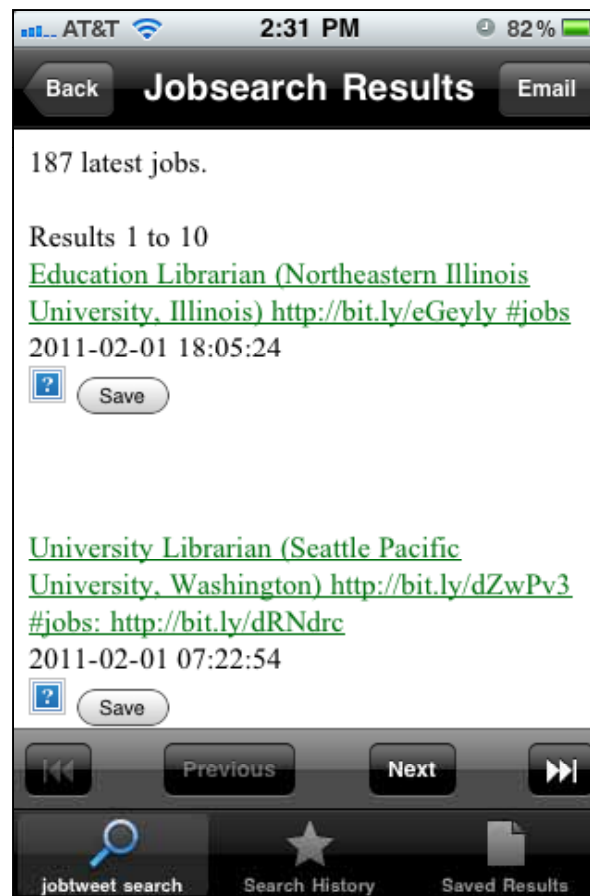 AT&T 2:31 PM 82%
Back Jobsearch Results Email
187 latest jobs.
Results 1 to 10
Education Librarian (Northeastern Illinois
University, Illinois) http://bit.ly/eGeyly #jobs
2011-02-01 18:05:24
? Save
University Librarian (Seattle Pacific
University, Washington) http://bit.ly/dZwPv3
#jobs: http://bit.ly/dRNdrc
2011-02-01 07:22:54
? Save
Previous Next
jobtweet search Search History Saved Results